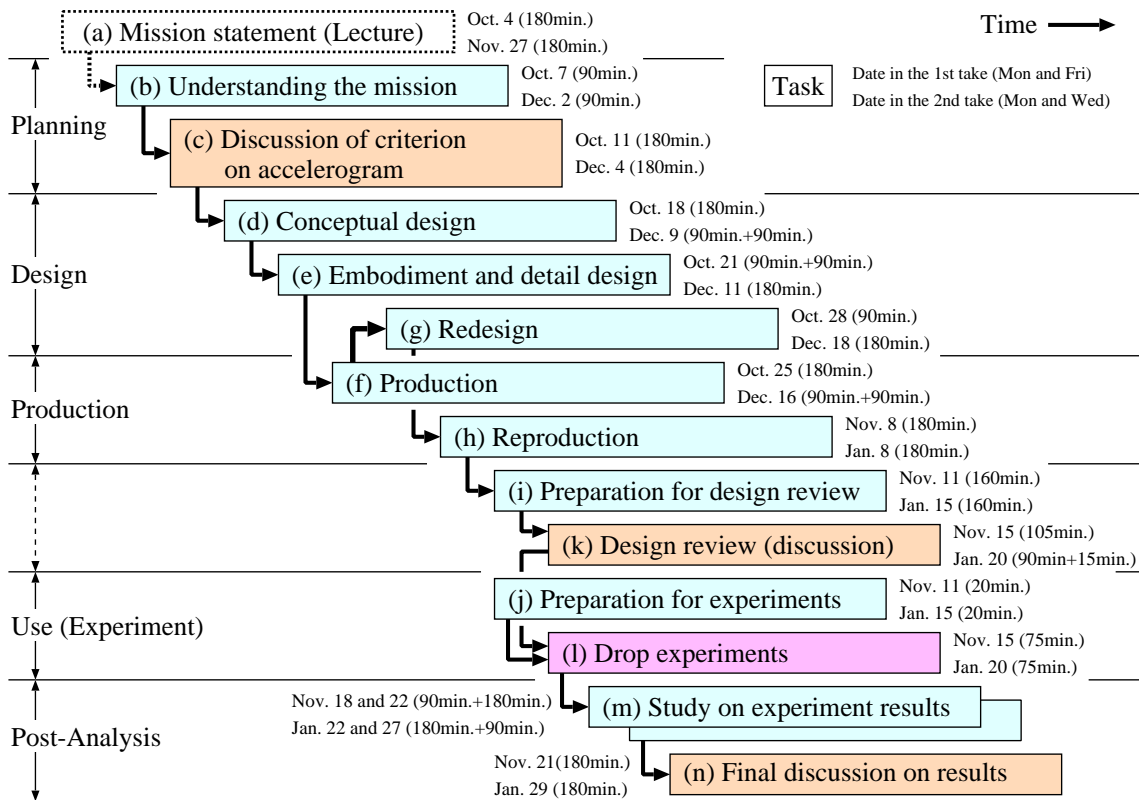 (a) Mission statement (Lecture)
Oct. 4 (180min.)
Nov. 27 (180min.)
Time
(b) Understanding the mission
Oct. 7 (90min.)
Dec. 2 (90min.)
Task
Date in the 1st take (Mon and Fri)
Date in the 2nd take (Mon and Wed)
Planning
(c) Discussion of criterion
on accelerogram
Oct. 11 (180min.)
Dec. 4 (180min.)
(d) Conceptual design
Oct. 18 (180min.)
Dec. 9 (90min.+90min.)
Design
(e) Embodiment and detail design
Oct. 21 (90min.+90min.)
Dec. 11 (180min.)
(g) Redesign
Oct. 28 (90min.)
Dec. 18 (180min.)
(f) Production
Oct. 25 (180min.)
Dec. 16 (90min.+90min.)
Production
(h) Reproduction
Nov. 8 (180min.)
Jan. 8 (180min.)
(i) Preparation for design review
Nov. 11 (160min.)
Jan. 15 (160min.)
(k) Design review (discussion)
Nov. 15 (105min.)
Jan. 20 (90min+15min.)
(j) Preparation for experiments
Nov. 11 (20min.)
Jan. 15 (20min.)
Use (Experiment)
(l) Drop experiments
Nov. 15 (75min.)
Jan. 20 (75min.)
Nov. 18 and 22 (90min.+180min.)
Jan. 22 and 27 (180min.+90min.)
(m) Study on experiment results
Post-Analysis
Nov. 21(180min.)
Jan. 29 (180min.)
(n) Final discussion on results